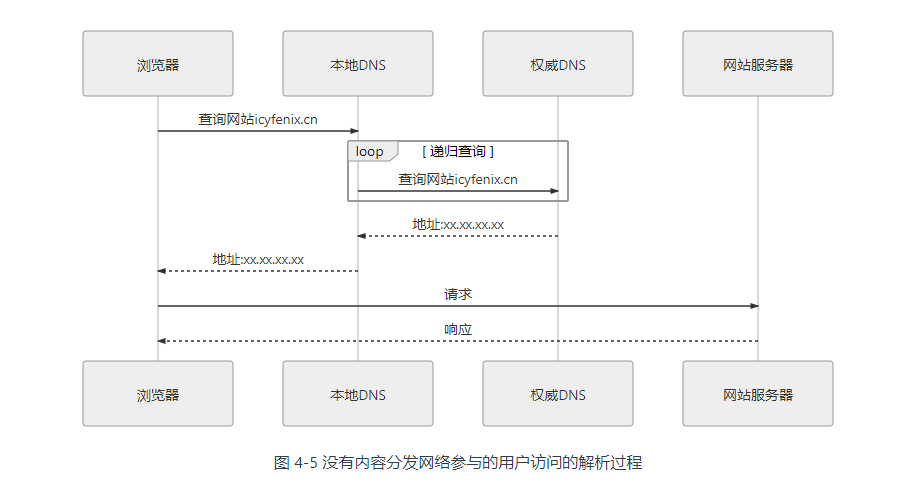 浏览器 本地DNS 权威DNS 网站服务器
查询网站icyfenix.cn
loop [ 递归查询 ]
查询网站icyfenix.cn
地址:xx.xx.xx.xx
地址:xx.xx.xx.xx
请求
响应
浏览器 本地DNS 权威DNS 网站服务器
图 4-5 没有内容分发网络参与的用户访问的解析过程